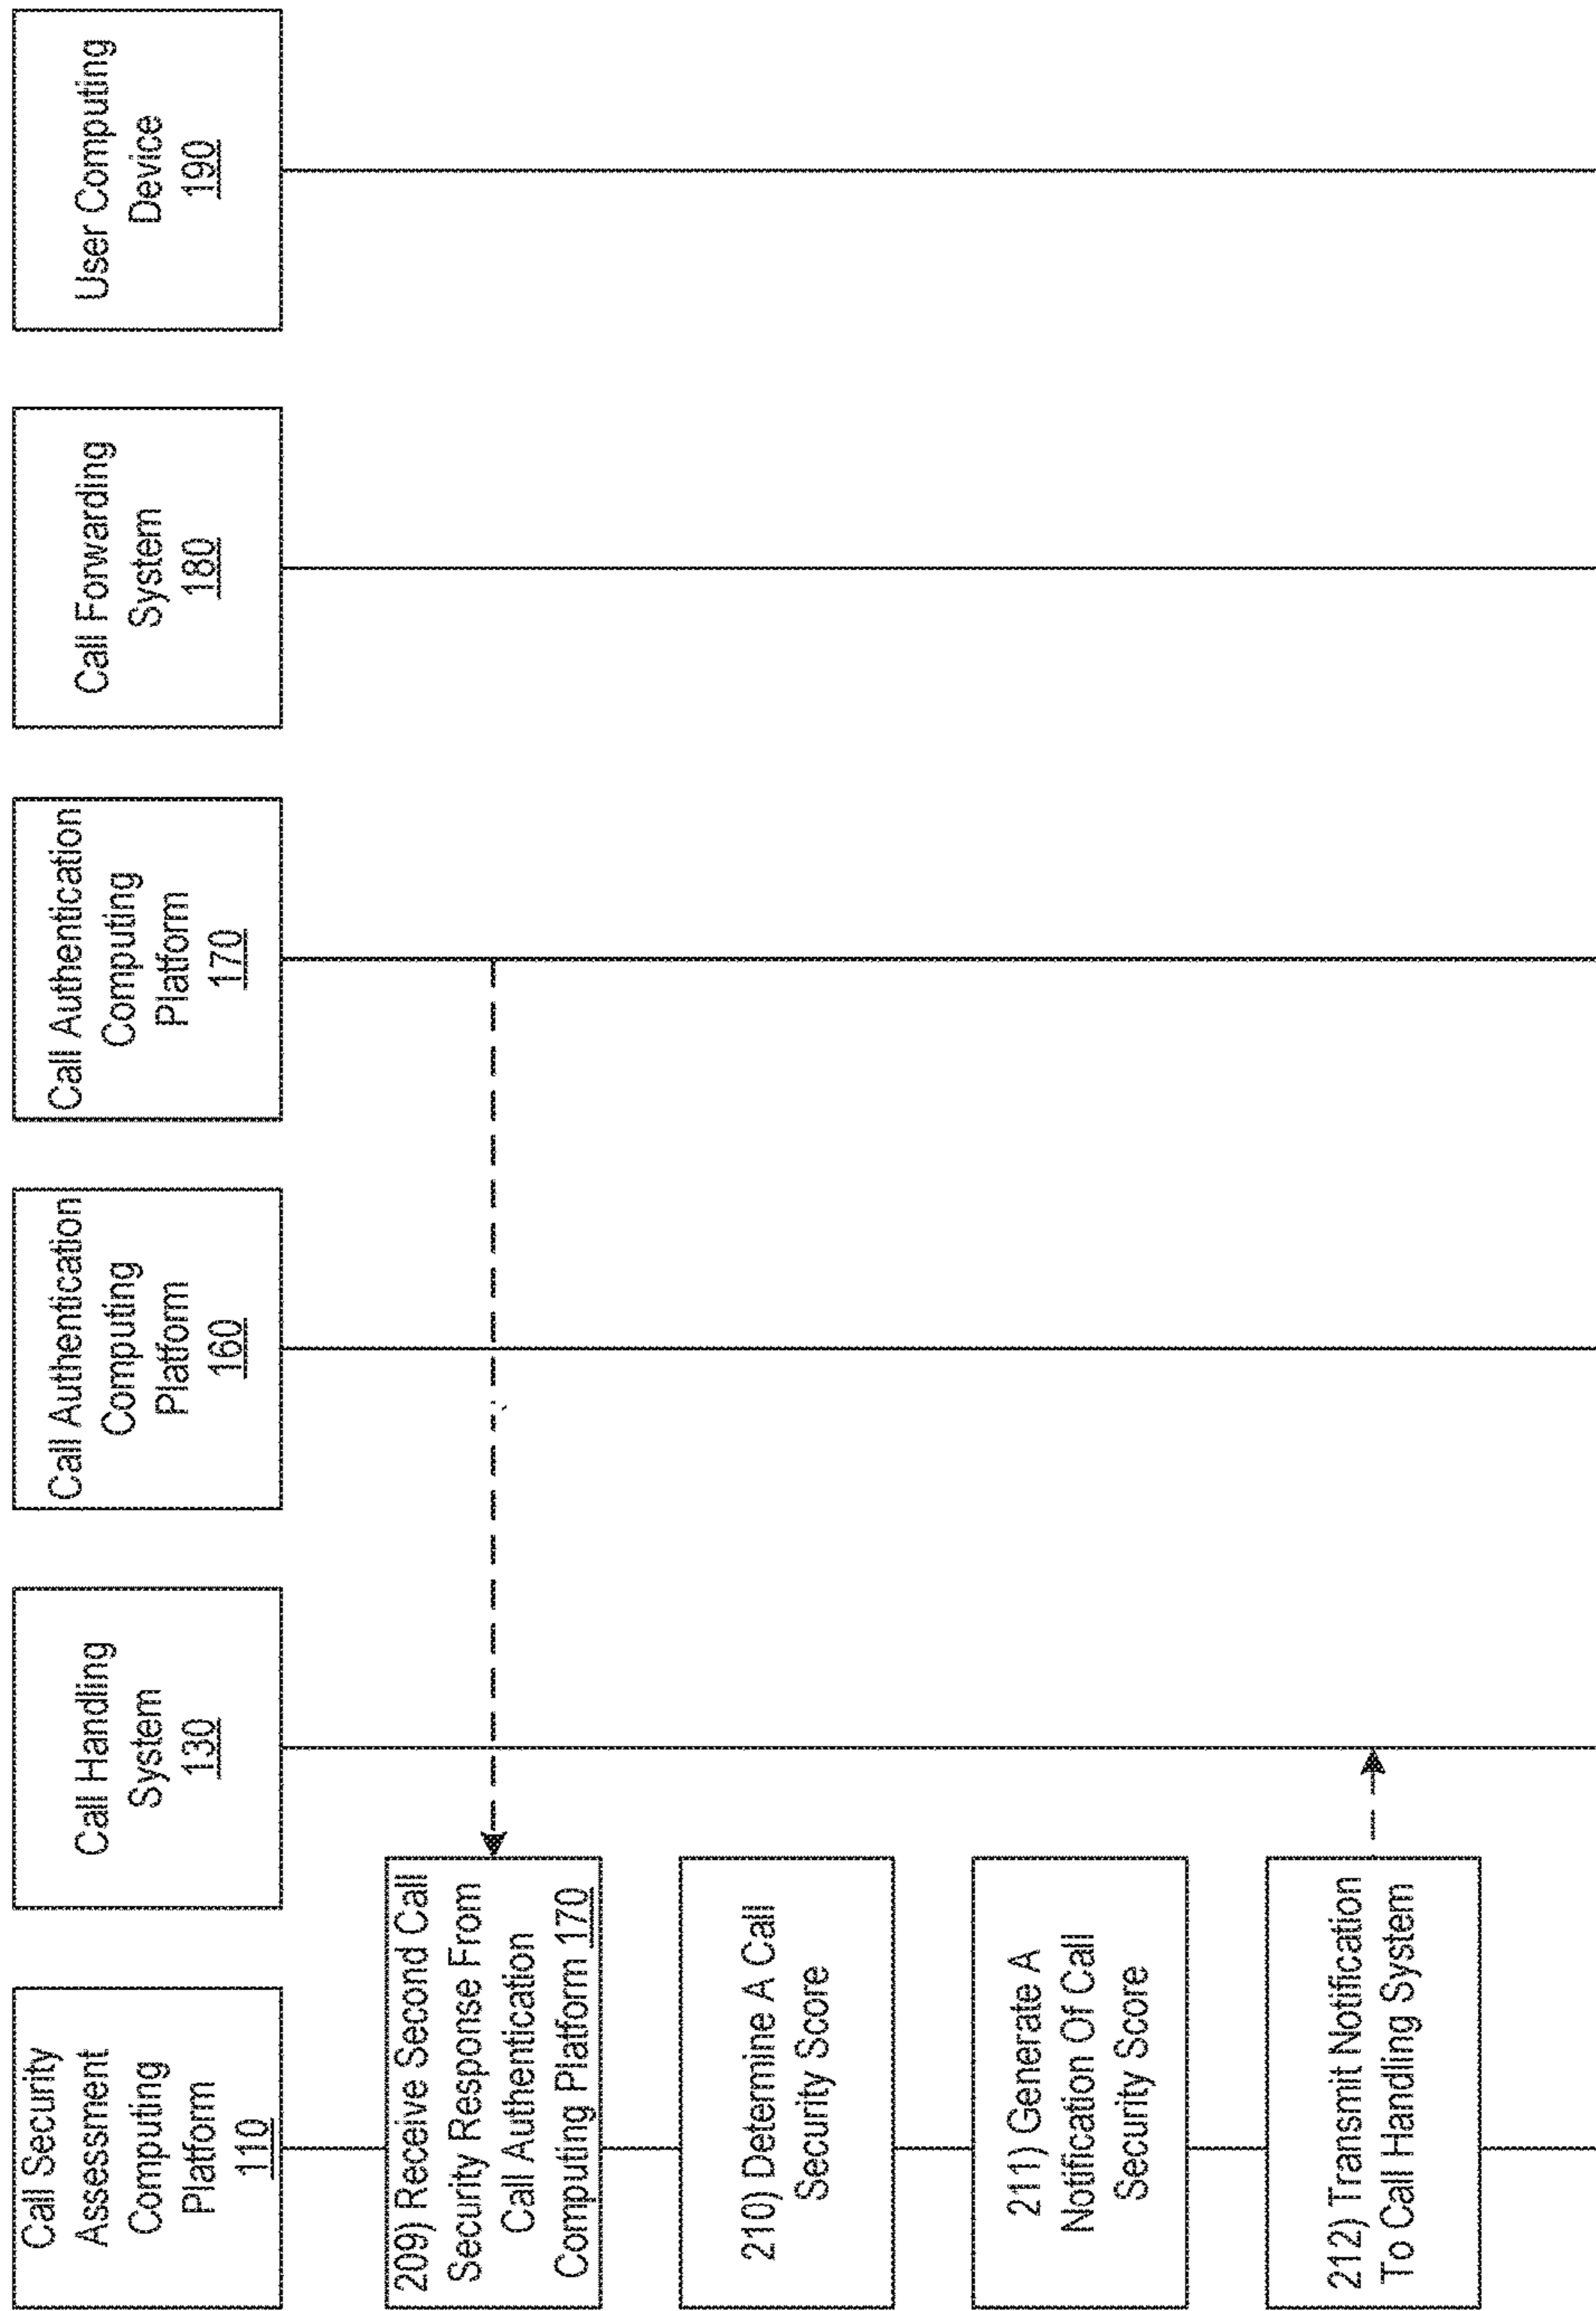 Call Security
Assessment
Computing
Platform
110
Call Handling
System
130
Call Authentication
Computing
Platform
160
Call Authentication
Computing
Platform
170
Call Forwarding
System
180
User Computing
Device
190
209) Receive Second Call
Security Response From
Call Authentication
Computing Platform 170
210) Determine A Call
Security Score
211) Generate A
Notification Of Call
Security Score
212) Transmit Notification
To Call Handling System